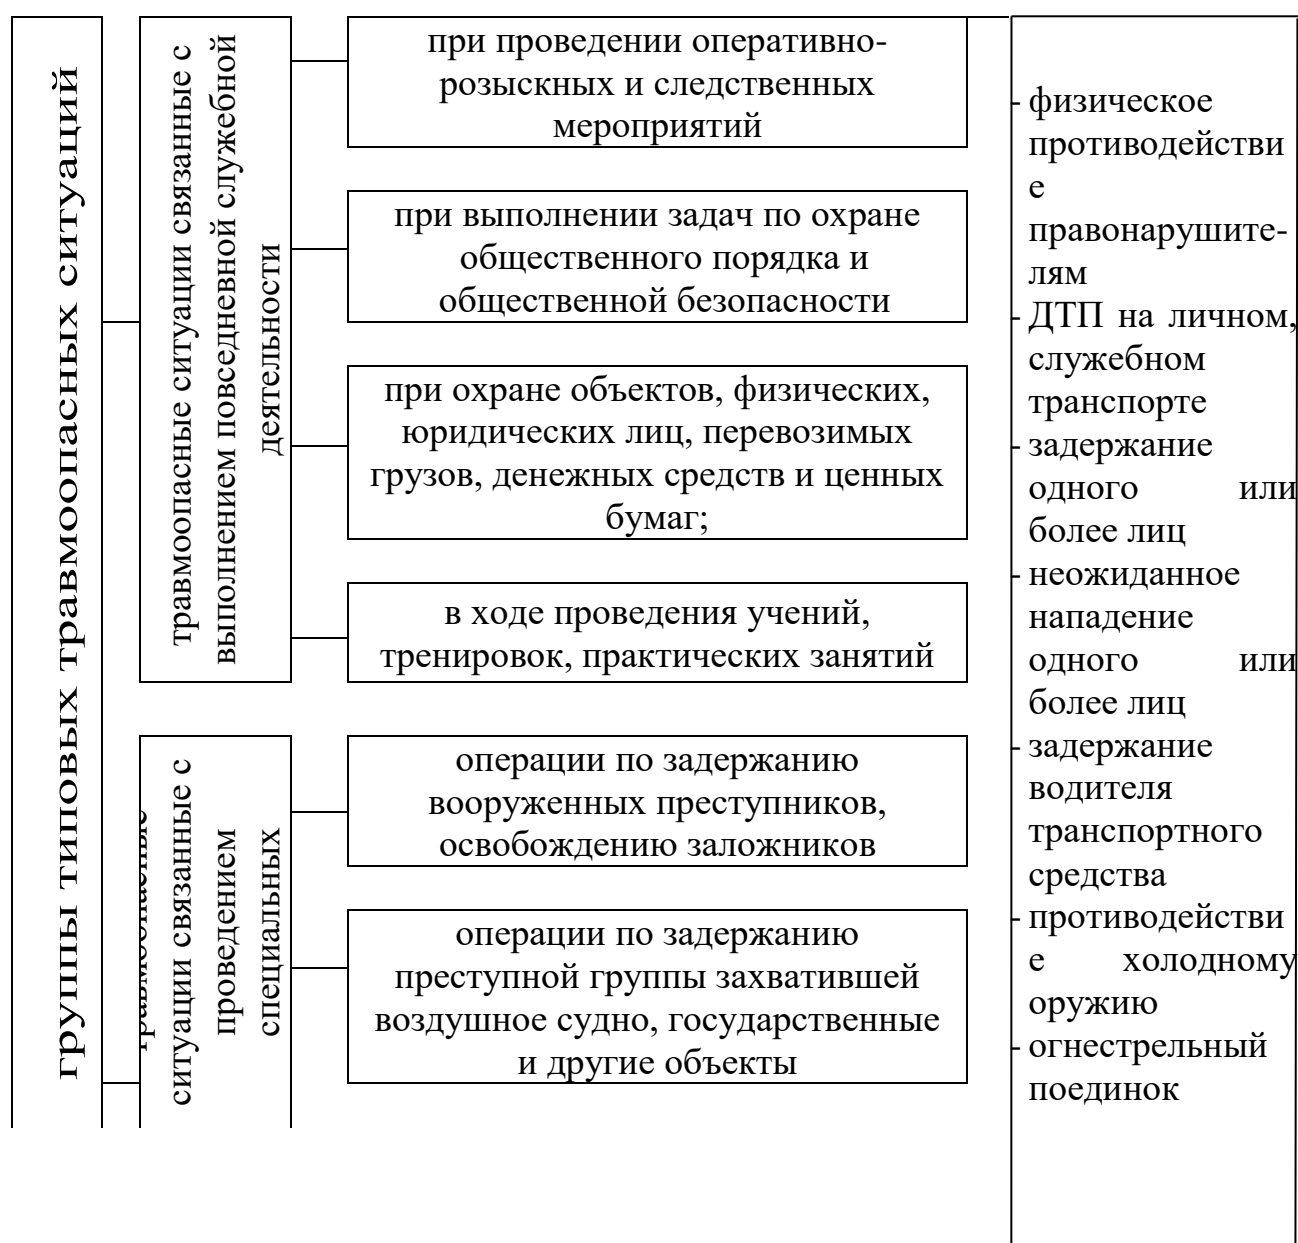 группы типовых травмоопасных ситуаций
травмоопасные ситуации связанные с
выполнением повседневной служебной
деятельности
при проведении оперативно-
розыскных и следственных
мероприятий
при выполнении задач по охране
общественного порядка и
общественной безопасности
при охране объектов, физических,
юридических лиц, перевозимых
грузов, денежных средств и ценных
бумаг;
в ходе проведения учений,
тренировок, практических занятий
травмоопасные
ситуации связанные с
проведением
специальных
операции по задержанию
вооруженных преступников,
освобождению заложников
операции по задержанию
преступной группы захватившей
воздушное судно, государственные
и другие объекты
- физическое
противодействи
е
правонарушите-
лям
- ДТП на личном,
служебном
транспорте
- задержание
одного или
более лиц
- неожиданное
нападение
одного или
более лиц
- задержание
водителя
транспортного
средства
- противодействи
е холодному
оружию
- огнестрельный
поединок